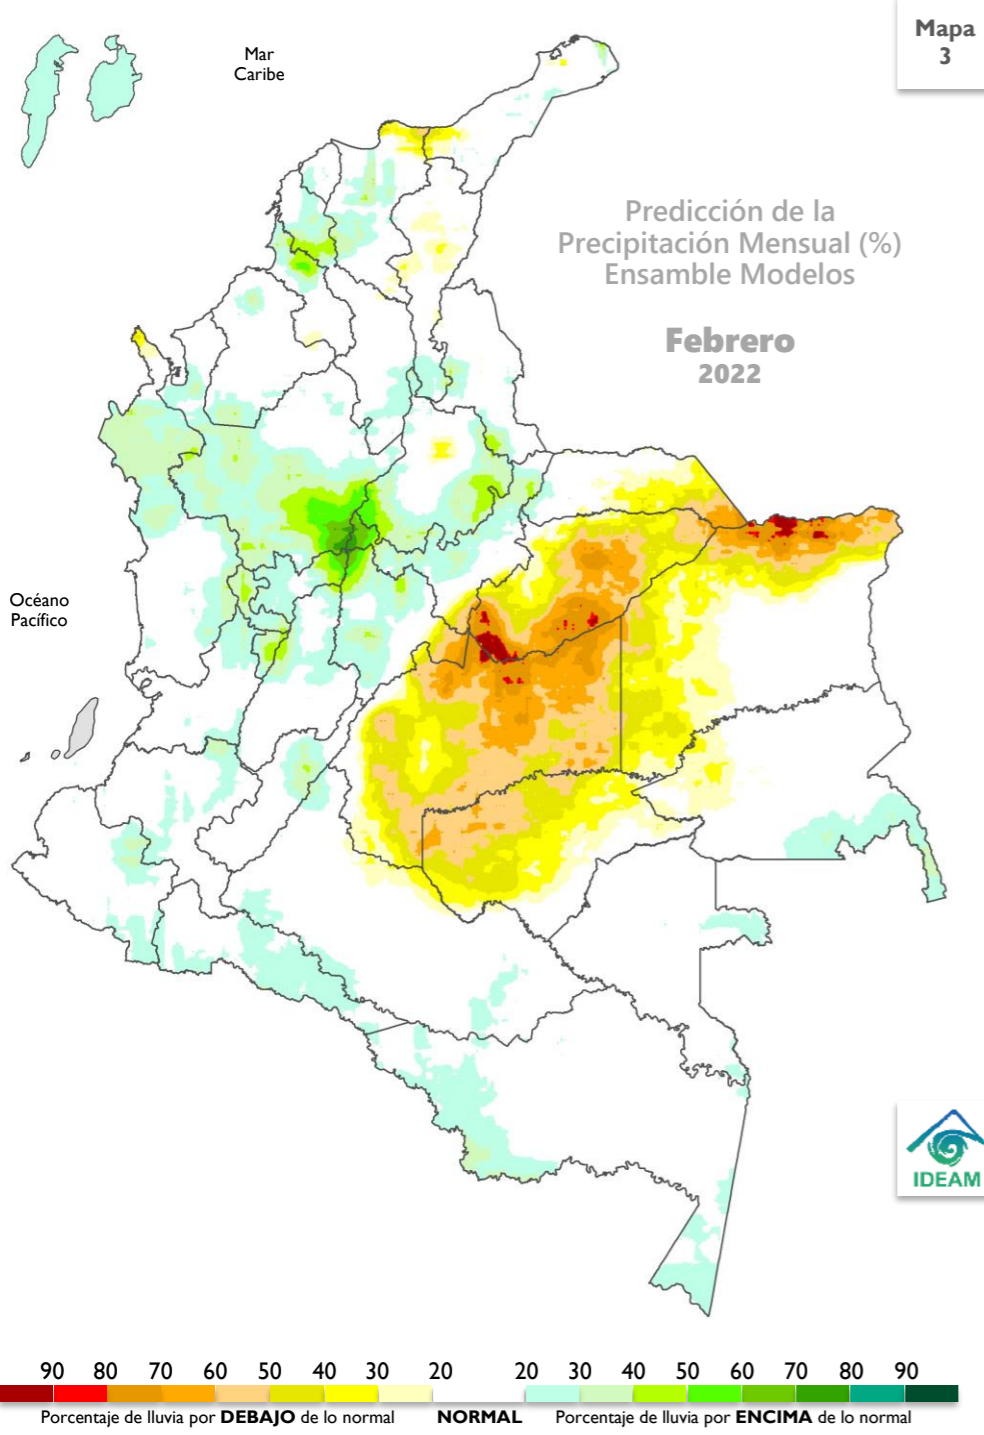 Mapa
3
Mar
Caribe
Predicción de la
Precipitación Mensual (%)
Ensamble Modelos
Febrero
2022
Océano
Pacífico
IDEAM
90 80 70 60 50 40 30 20 20 30 40 50 60 70 80 90
Porcentaje de lluvia por DEBAJO de lo normal NORMAL Porcentaje de lluvia por ENCIMA de lo normal